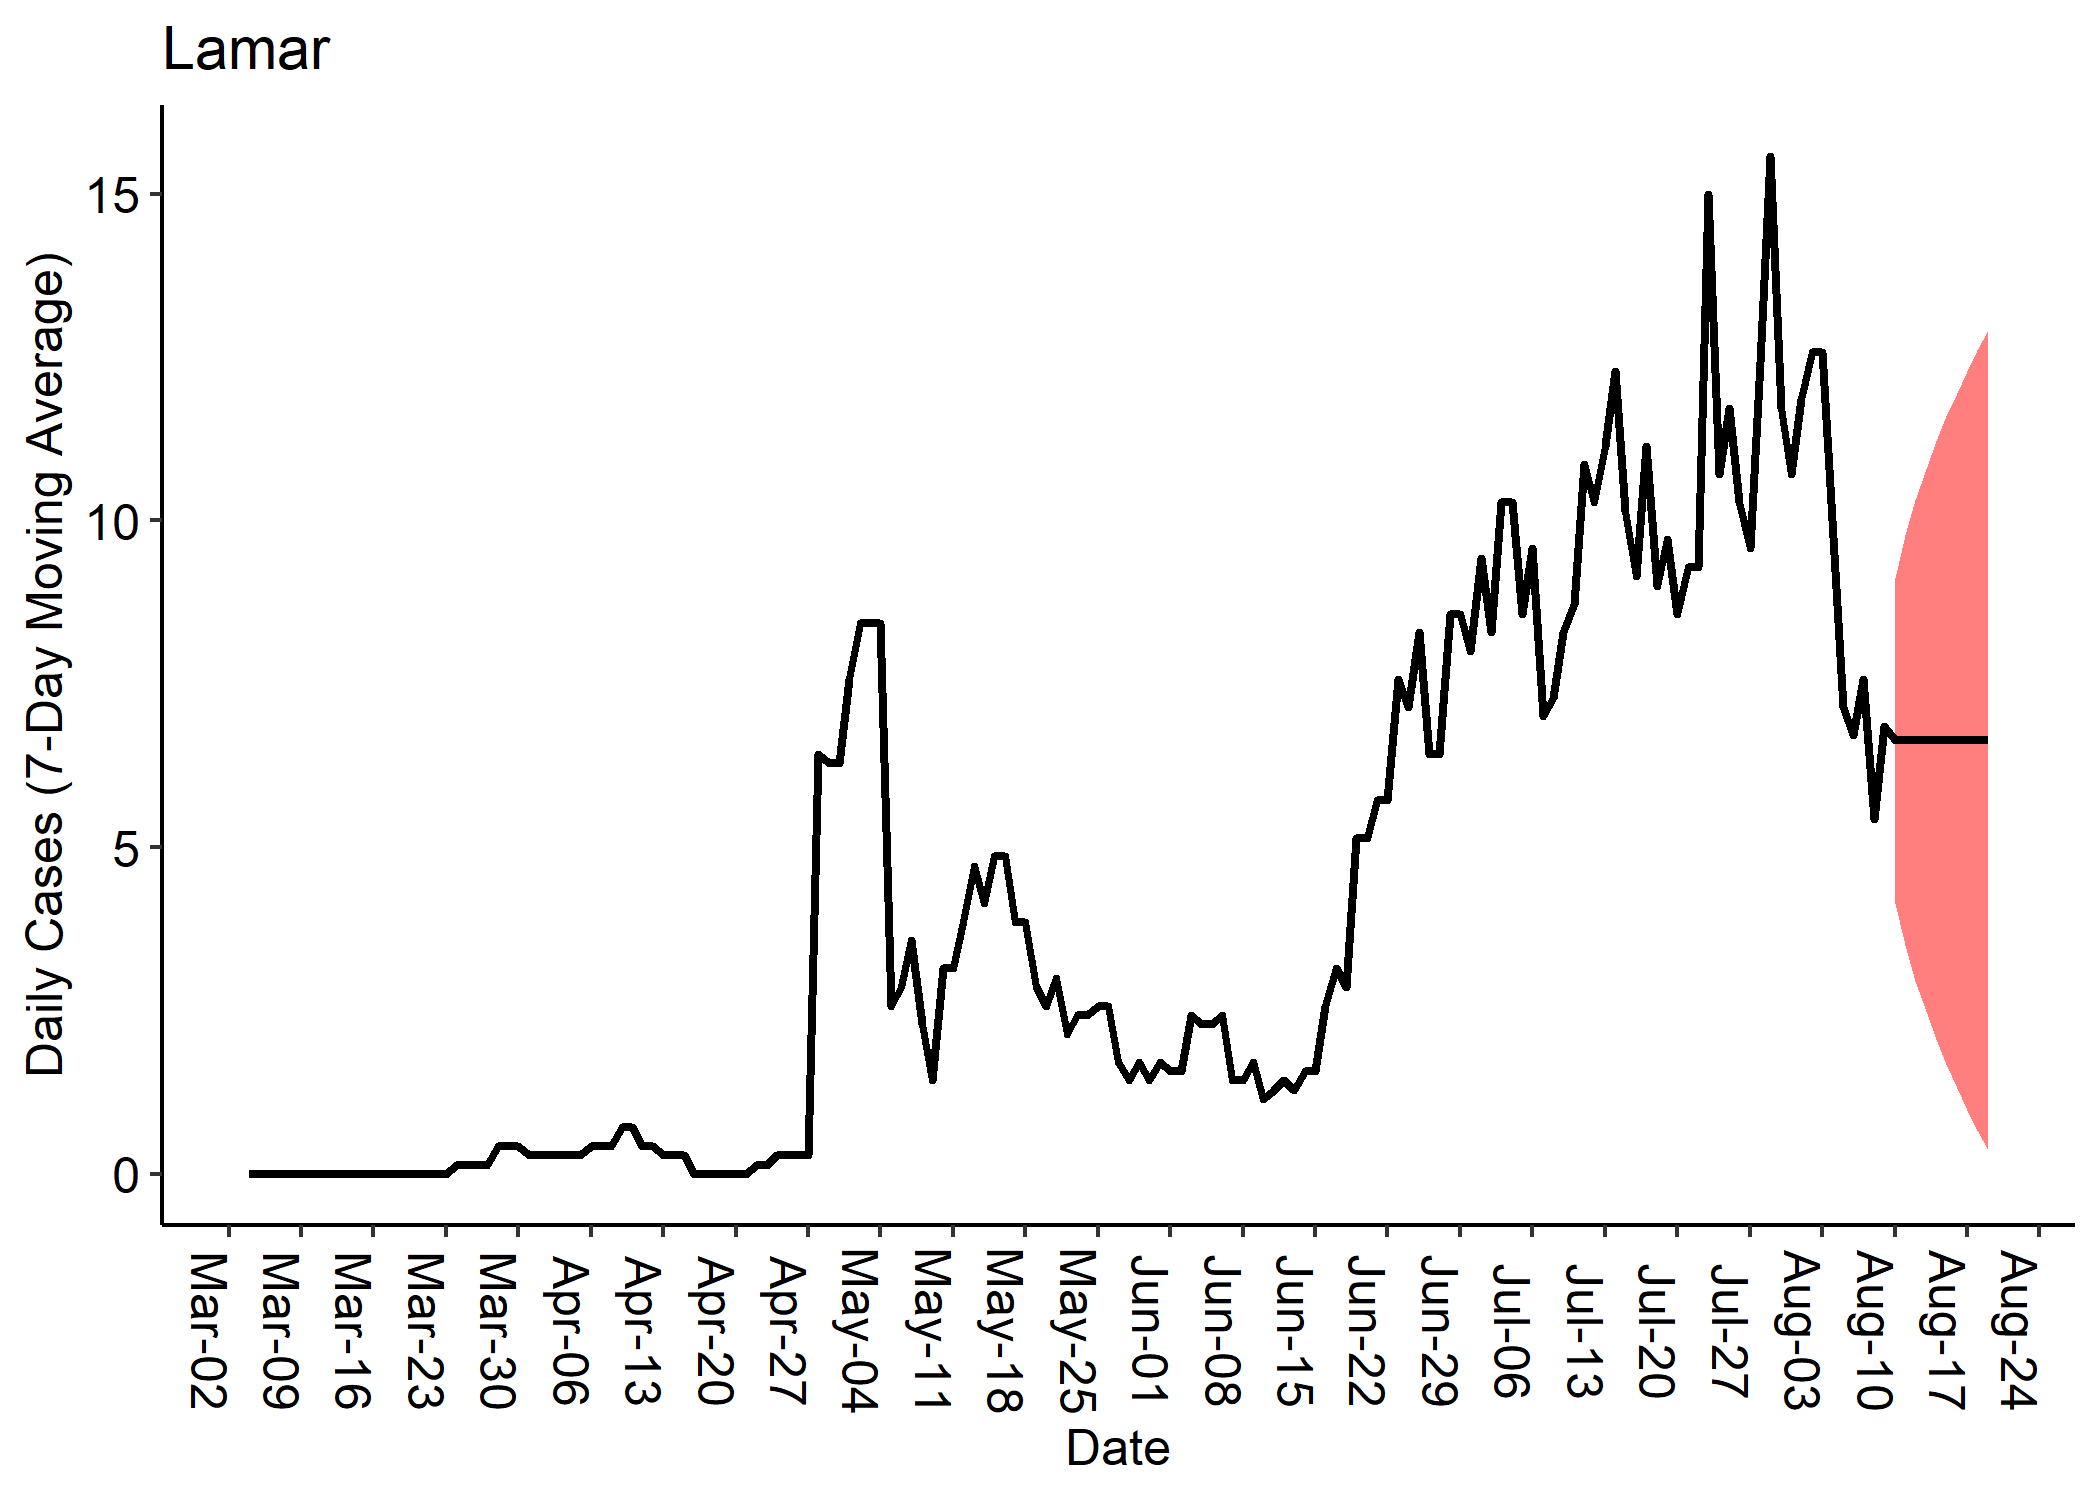 Lamar
Daily Cases (7-Day Moving Average)
15
10
5
0
Mar-02
Mar-09
Mar-16
Mar-23
Mar-30
Apr-06
Apr-13
Apr-20
Apr-27
May-04
May-11
May-18
May-25
Jun-01
Jun-08
Jun-15
Jun-22
Jun-29
Jul-06
Jul-13
Jul-20
Jul-27
Aug-03
Aug-10
Aug-17
Aug-24
Date